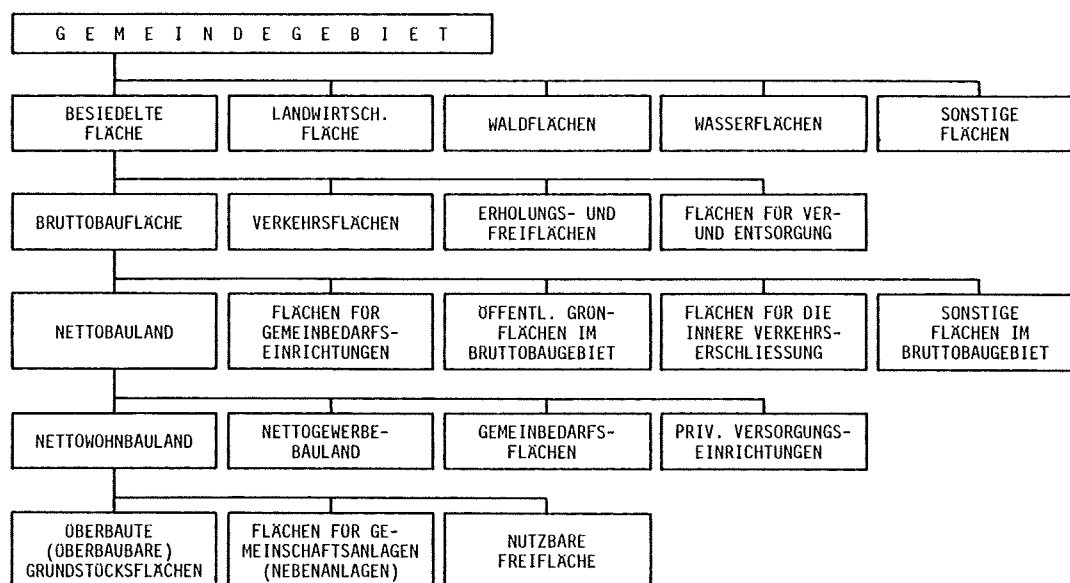 GEMEINDEGEBIET
BESIEDELTE
FLÄCHE
LANDWIRTSCH.
FLÄCHE
WALDFLÄCHEN
WASSERFLÄCHEN
SONSTIGE
FLÄCHEN
BRUTTOBAUFLÄCHE
VERKEHRSFLÄCHEN
ERHOLUNGS- UND
FREIFLÄCHEN
FLÄCHEN FÜR VER-
UND ENTSORGUNG
NETTOBAULAND
FLÄCHEN FÜR
GEMEINBEDARFS-
EINRICHTUNGEN
ÖFFENTL. GRÜN-
FLÄCHEN IM
BRUTTOBAUGEBIET
FLÄCHEN FÜR DIE
INNERE VERKEHRS-
ERSCHLIESSUNG
SONSTIGE
FLÄCHEN IM
BRUTTOBAUGEBIET
NETTOWOHNBAULAND
NETTOGEWERBE-
BAULAND
GEMEINBEDARFS-
FLÄCHEN
PRIV. VERSORGUNGS-
EINRICHTUNGEN
ÜBERBAUTE
(ÜBERBAUBARE)
GRUNDSTÜCKSFLÄCHEN
FLÄCHEN FÜR GE-
MEINSCHAFTSANLAGEN
(NEBENANLAGEN)
NUTZBARE
FREIFLÄCHE